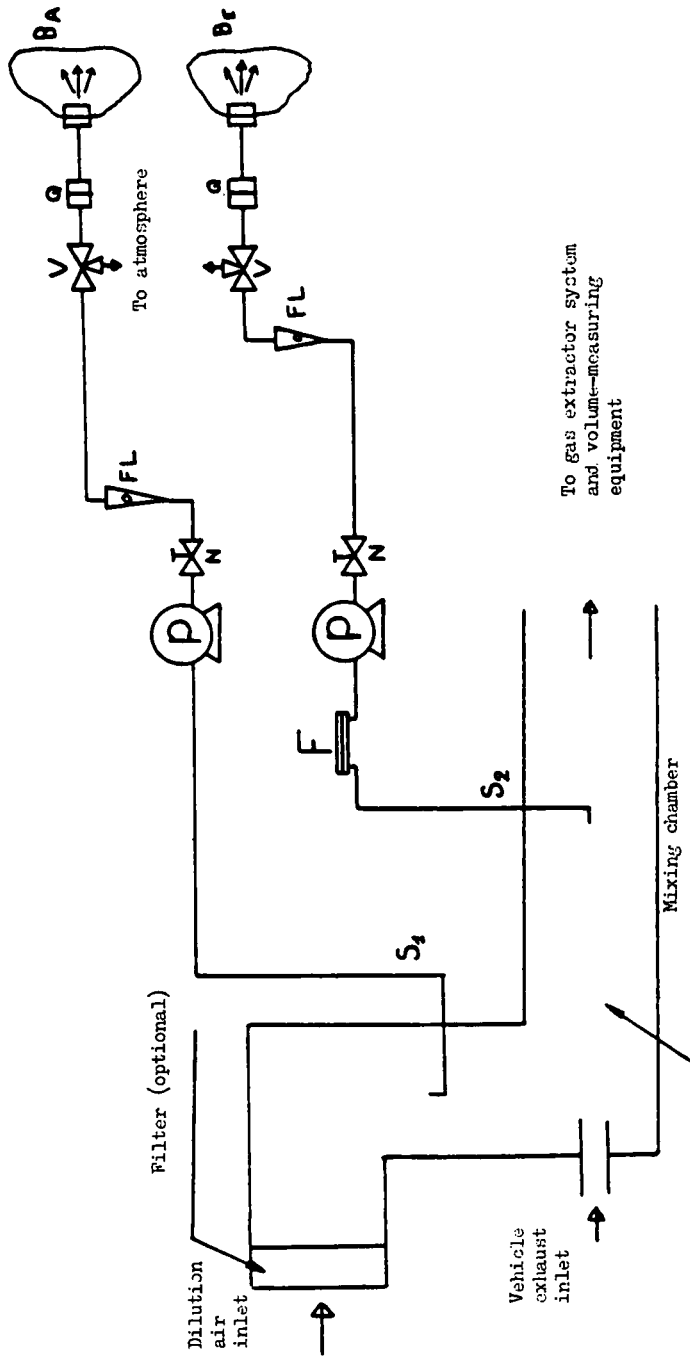 BA
Q
V
To atmosphere
FL
N
P
BE
Q
V
FL
N
P
F
S2
S1
Filter (optional)
Dilution
air
inlet
Vehicle
exhaust
inlet
Mixing chamber
To gas extractor system
and volume-measuring
equipment